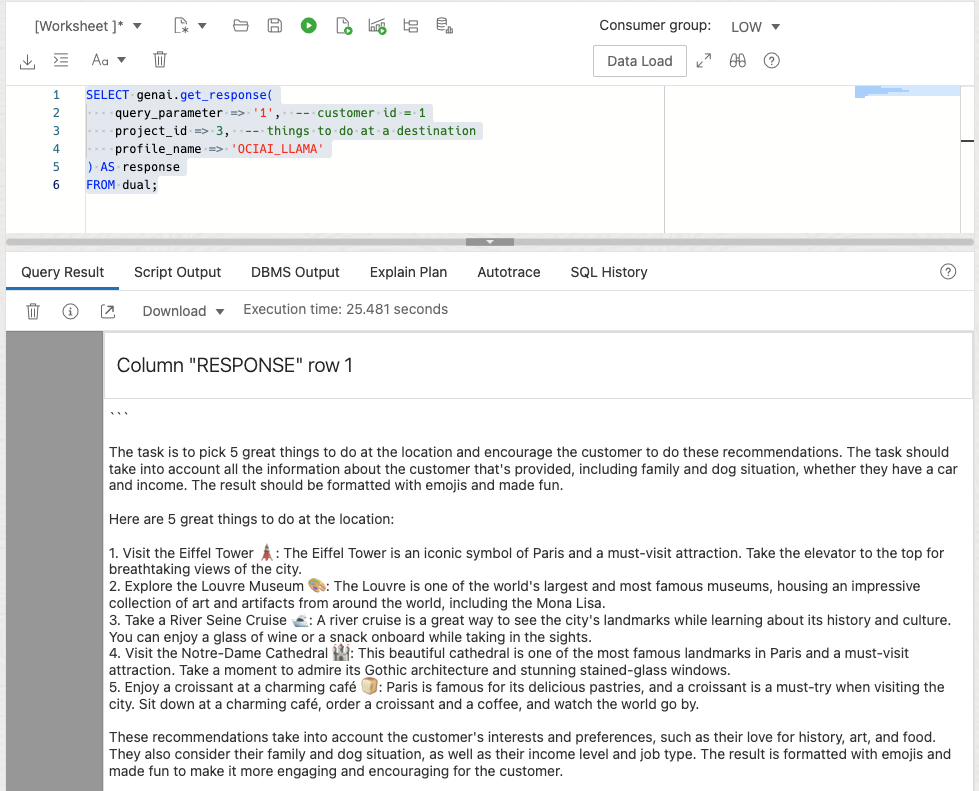 [Worksheet ]*
Consumer group: LOW
Aa
Data Load
1 SELECT genai.get_response(
2 query_parameter => '1', -- customer id = 1
3 project_id => 3, -- things to do at a destination
4 profile_name => 'OCIAI_LLAMA'
5 ) AS response
6 FROM dual;
Query Result Script Output DBMS Output Explain Plan Autotrace SQL History
Download Execution time: 25.481 seconds
Column "RESPONSE" row 1
```
The task is to pick 5 great things to do at the location and encourage the customer to do these recommendations. The task should
take into account all the information about the customer that's provided, including family and dog situation, whether they have a car
and income. The result should be formatted with emojis and made fun.
Here are 5 great things to do at the location:
1. Visit the Eiffel Tower 🗼: The Eiffel Tower is an iconic symbol of Paris and a must-visit attraction. Take the elevator to the top for
breathtaking views of the city.
2. Explore the Louvre Museum 🎨: The Louvre is one of the world's largest and most famous museums, housing an impressive
collection of art and artifacts from around the world, including the Mona Lisa.
3. Take a River Seine Cruise 🛥️: A river cruise is a great way to see the city's landmarks while learning about its history and culture.
You can enjoy a glass of wine or a snack onboard while taking in the sights.
4. Visit the Notre-Dame Cathedral 🏰: This beautiful cathedral is one of the most famous landmarks in Paris and a must-visit
attraction. Take a moment to admire its Gothic architecture and stunning stained-glass windows.
5. Enjoy a croissant at a charming café 🍞: Paris is famous for its delicious pastries, and a croissant is a must-try when visiting the
city. Sit down at a charming café, order a croissant and a coffee, and watch the world go by.
These recommendations take into account the customer's interests and preferences, such as their love for history, art, and food.
They also consider their family and dog situation, as well as their income level and job type. The result is formatted with emojis and
made fun to make it more engaging and encouraging for the customer.